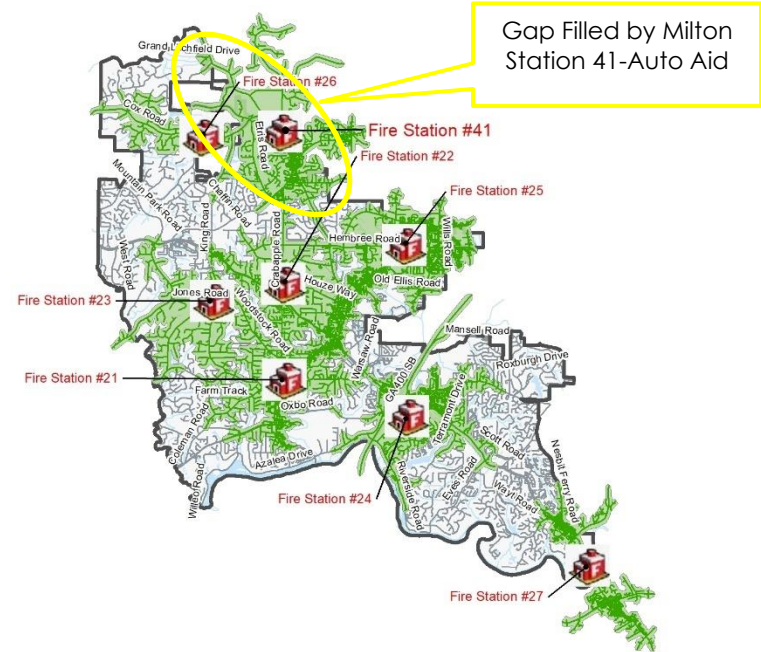 Gap Filled by Milton
Station 41-Auto Aid
Grand Litchfield Drive
Fire Station #26
Cox Road
Etris Road
Fire Station #41
Fire Station #22
Mountain Park Road
Chaffin Road
Fire Station #25
King Road
Crabapple Road
Hembree Road
Wills Road
West Road
Houze Way
Old Ellis Road
Jones Road
Fire Station #23
Woodstock Road
Warsaw Road
GA400 SB
Mansell Road
Roxburgh Drive
Fire Station #21
Farm Track
Oxbo Road
Terramont Drive
Coleman Road
Scott Road
Nesbit Ferry Road
Azalea Drive
Willeo Road
Riverside Road
Eves Road
Wayt Road
Fire Station #24
Fire Station #27
F
F
F
F
F
F
F
F